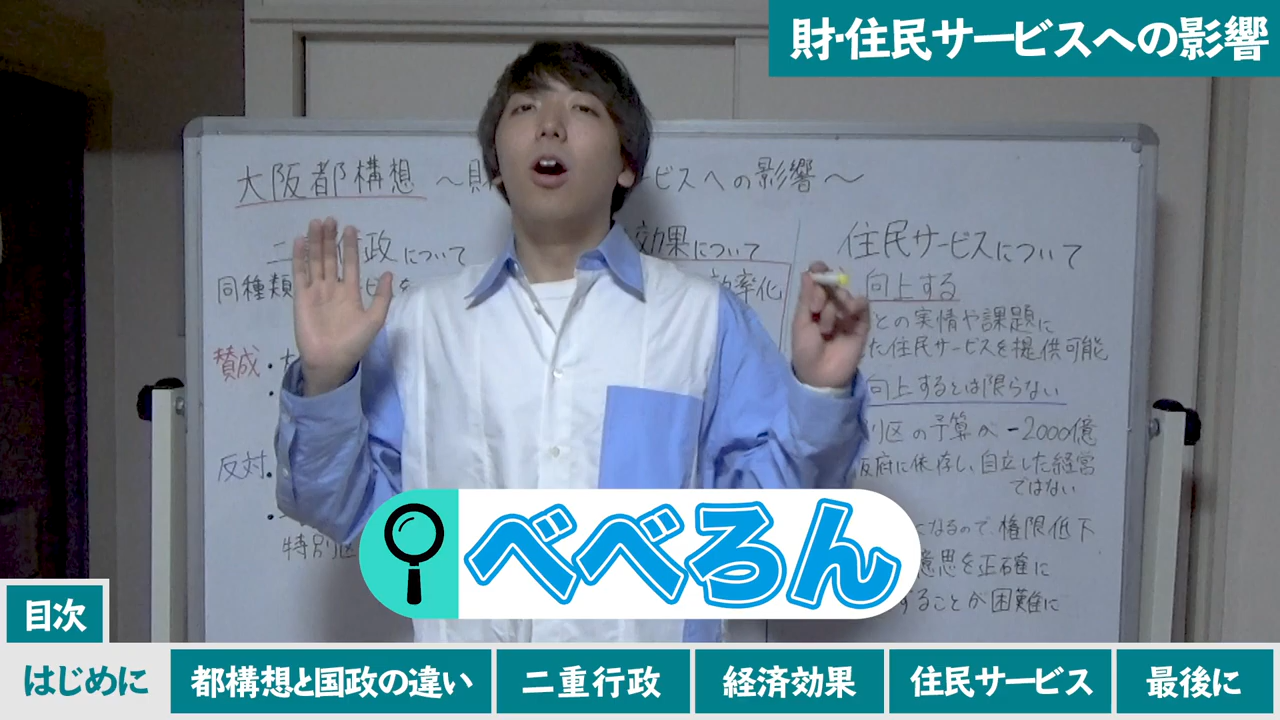 財・住民サービスへの影響
大阪都構想 ～財 ービスへの影響～
二重行政について
効果について
住民サービスについて
同種類
効率化
向上する
との実情や課題に
た住民サービスを提供可能
賛成・
向上するとは限らない
区の予算が-2000億
府に依存し、自立した経営
ではない
反対・
特別区
なるので、権限低下
意思を正確に
することが困難に
べべろん
目次
はじめに
都構想と国政の違い
二重行政
経済効果
住民サービス
最後に